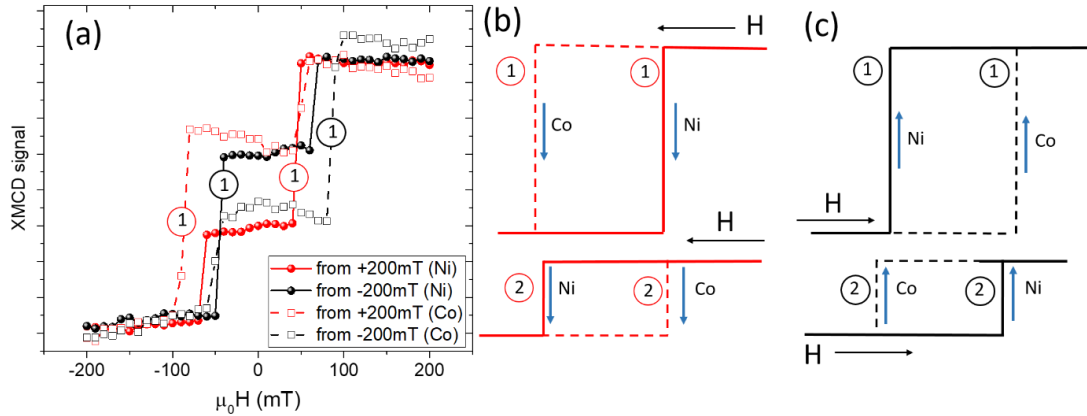 (a)
XMCD signal
1
1
1
1
from +200mT (Ni)
from -200mT (Ni)
from +200mT (Co)
from -200mT (Co)
-200 -100 0 100 200
μ0H (mT)
(b)
H
1
1
Co
Ni
H
2
2
Ni
Co
(c)
1
1
Ni
Co
H
2
2
Co
Ni
H